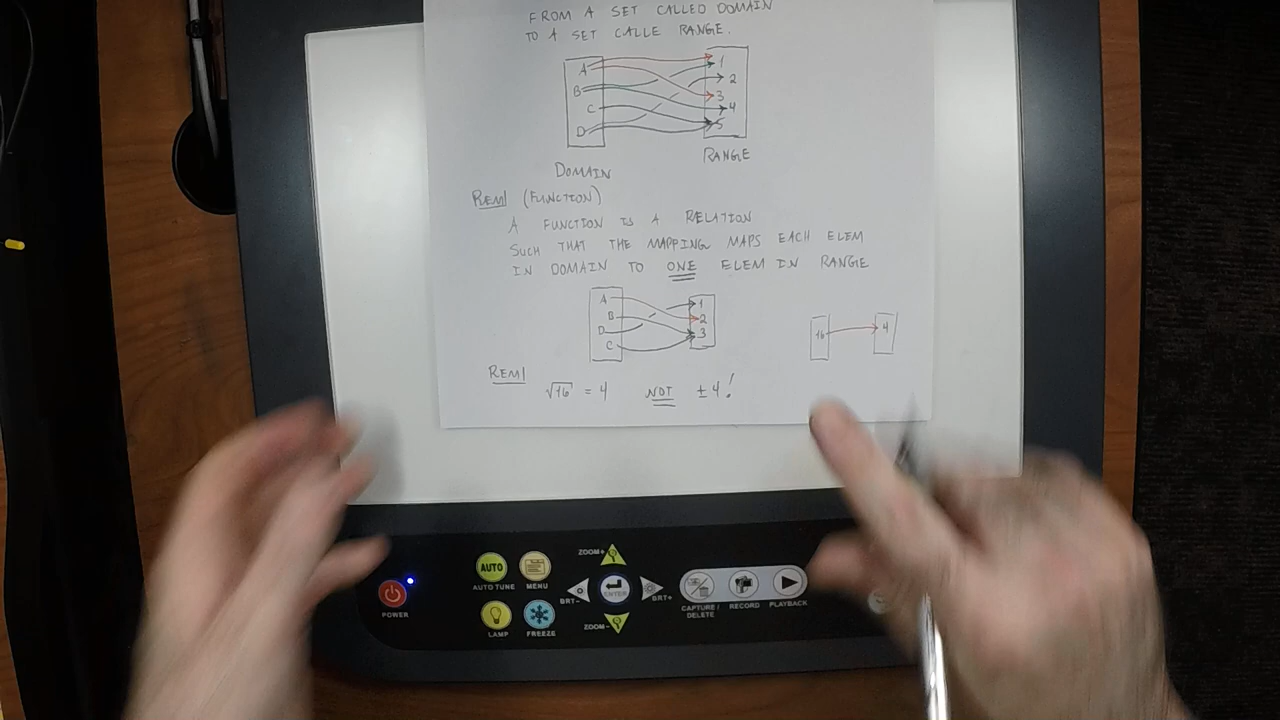 FROM A SET CALLED DOMAIN
TO A SET CALLE RANGE.
A
B
C
D
1
2
3
4
5
DOMAIN
RANGE
REM| (FUNCTION)
A FUNCTION IS A RELATION
SUCH THAT THE MAPPING MAPS EACH ELEM
IN DOMAIN TO ONE ELEM IN RANGE
A
B
D
C
1
2
3
16
4
REM|
√16 = 4 NOT ±4!
ZOOM+
AUTO
AUTO TUNE
MENU
BRT-
ENTER
BRT+
POWER
LAMP
FREEZE
ZOOM-
CAPTURE /
DELETE
RECORD
PLAYBACK